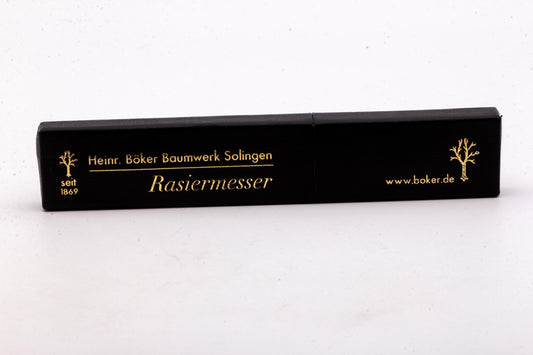 Heinr. Böker Baumwerk Solingen
Rasiermesser
seit
1869
www.boker.de